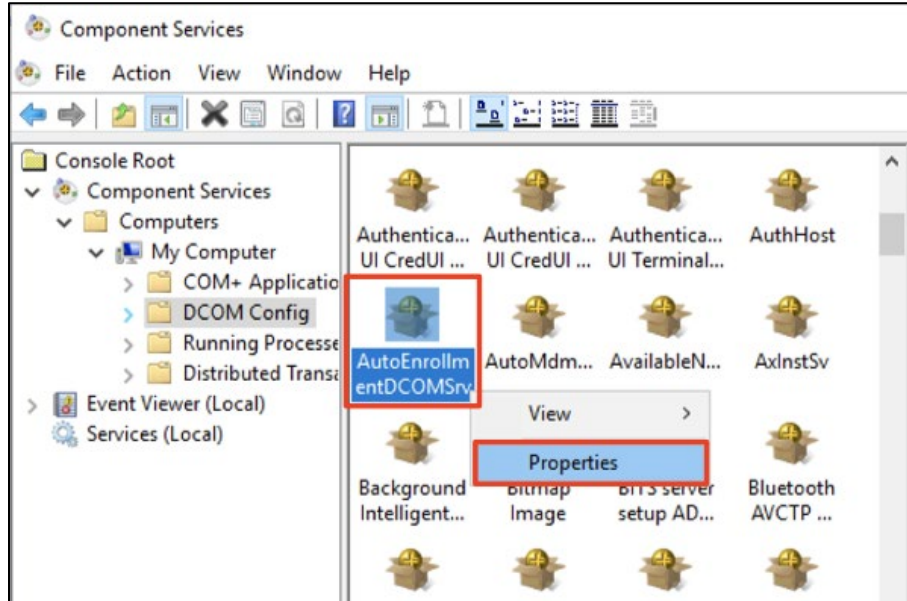 Component Services
File Action View Window Help
Console Root
Component Services
Computers
My Computer
COM+ Applicatio
DCOM Config
Running Processe
Distributed Transa
Event Viewer (Local)
Services (Local)
Authentica... Authentica... Authentica... AuthHost
UI CredUI ... UI CredUI ... UI Terminal...
AutoEnrollm AutoMdm... AvailableN... AxInstSv
entDCOMSrv
View
Properties
Background Bitmap BITS server Bluetooth
Intelligent... Image setup AD... AVCTP ...